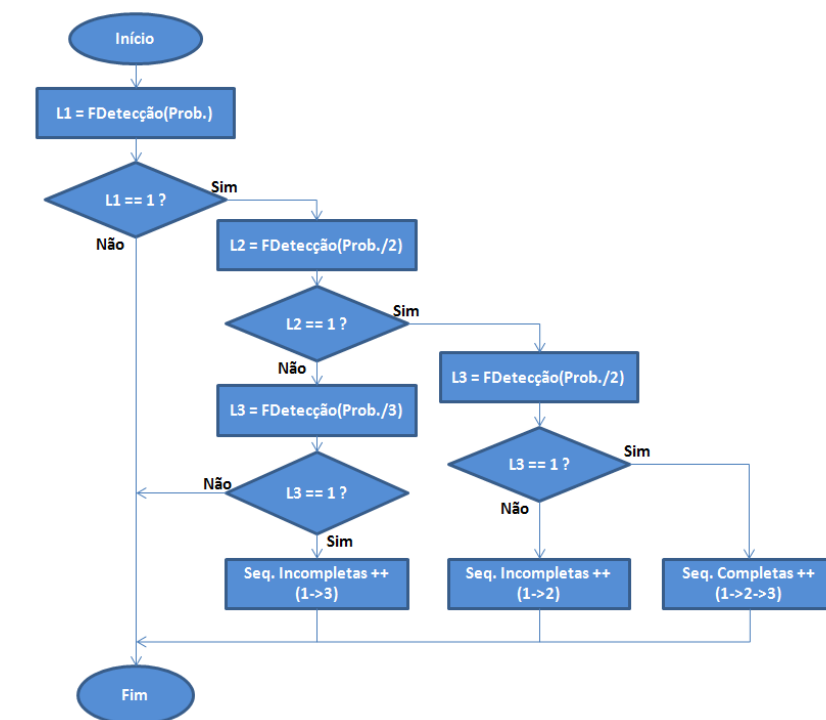 Início
L1 = FDetecção(Prob.)
L1 == 1 ?
Sim
Não
L2 = FDetecção(Prob./2)
L2 == 1 ?
Sim
Não
L3 = FDetecção(Prob./2)
L3 = FDetecção(Prob./3)
L3 == 1 ?
Sim
Não
L3 == 1 ?
Não
Sim
Seq. Incompletas ++
(1->3)
Seq. Incompletas ++
(1->2)
Seq. Completas ++
(1->2->3)
Fim